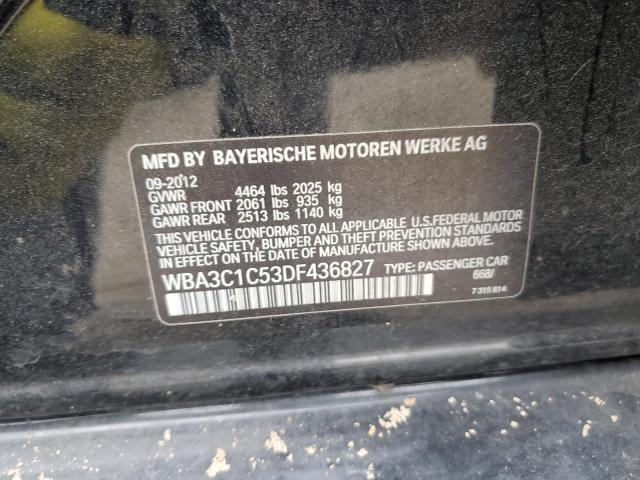 MFD BY BAYERISCHE MOTOREN WERKE AG
09-2012
GVWR 4464 lbs 2025 kg
GAWR FRONT 2061 lbs 935 kg
GAWR REAR 2513 lbs 1140 kg
THIS VEHICLE CONFORMS TO ALL APPLICABLE U.S.FEDERAL MOTOR
VEHICLE SAFETY, BUMPER AND THEFT PREVENTION STANDARDS
IN EFFECT ON THE DATE OF MANUFACTURE SHOWN ABOVE.
WBA3C1C53DF436827 TYPE: PASSENGER CAR
668/
7 315 814